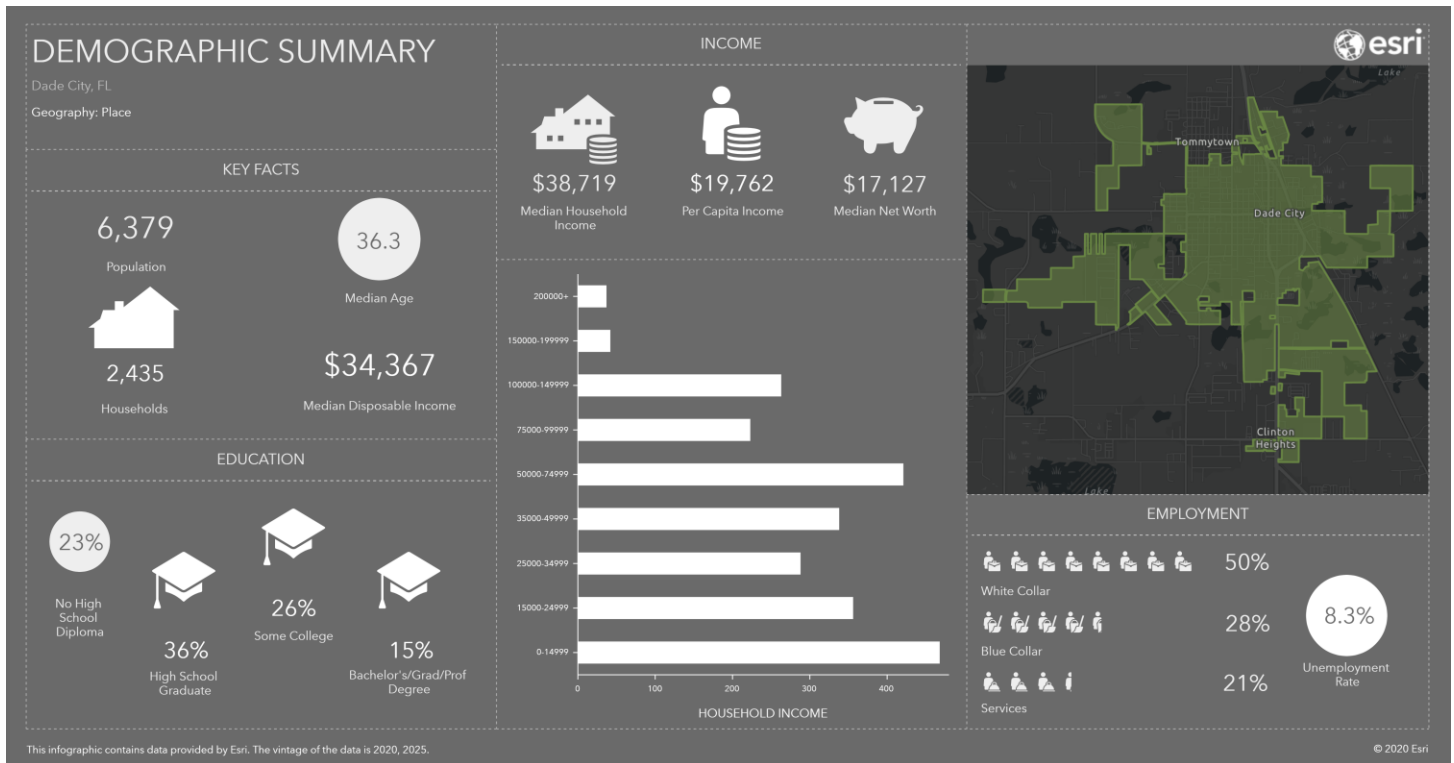 DEMOGRAPHIC SUMMARY
Dade City, FL
Geography: Place
KEY FACTS
6,379
Population
36.3
Median Age
2,435
Households
$34,367
Median Disposable Income
EDUCATION
23%
No High
School
Diploma
36%
High School
Graduate
26%
Some College
15%
Bachelor's/Grad/Prof
Degree
INCOME
$38,719
Median Household
Income
$19,762
Per Capita Income
$17,127
Median Net Worth
200000+
150000-199999
100000-149999
75000-99999
50000-74999
35000-49999
25000-34999
15000-24999
0-14999
0 100 200 300 400
HOUSEHOLD INCOME
esri
Lake
Tommytown
Dade City
Clinton
Heights
Lake
EMPLOYMENT
50%
White Collar
28%
Blue Collar
21%
Services
8.3%
Unemployment
Rate
This infographic contains data provided by Esri. The vintage of the data is 2020, 2025.
© 2020 Esri